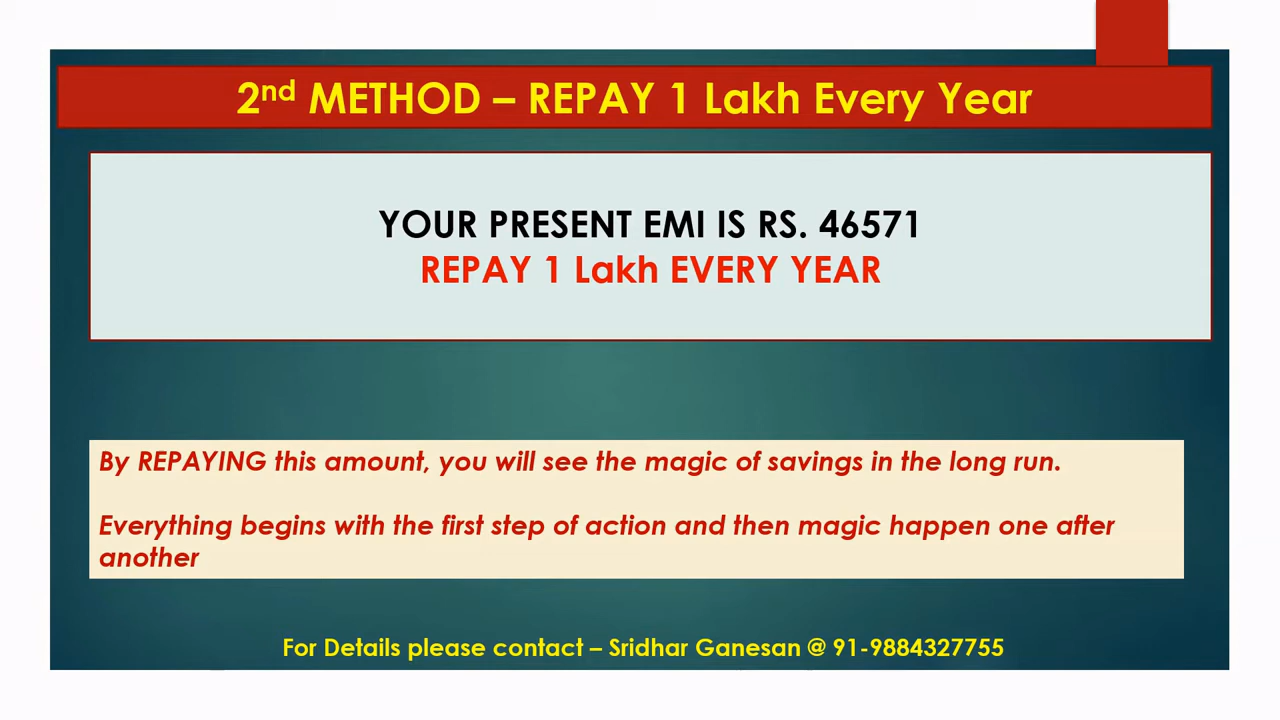 2nd METHOD – REPAY 1 Lakh Every Year
YOUR PRESENT EMI IS RS. 46571
REPAY 1 Lakh EVERY YEAR
By REPAYING this amount, you will see the magic of savings in the long run.
Everything begins with the first step of action and then magic happen one after
another
For Details please contact – Sridhar Ganesan @ 91-9884327755